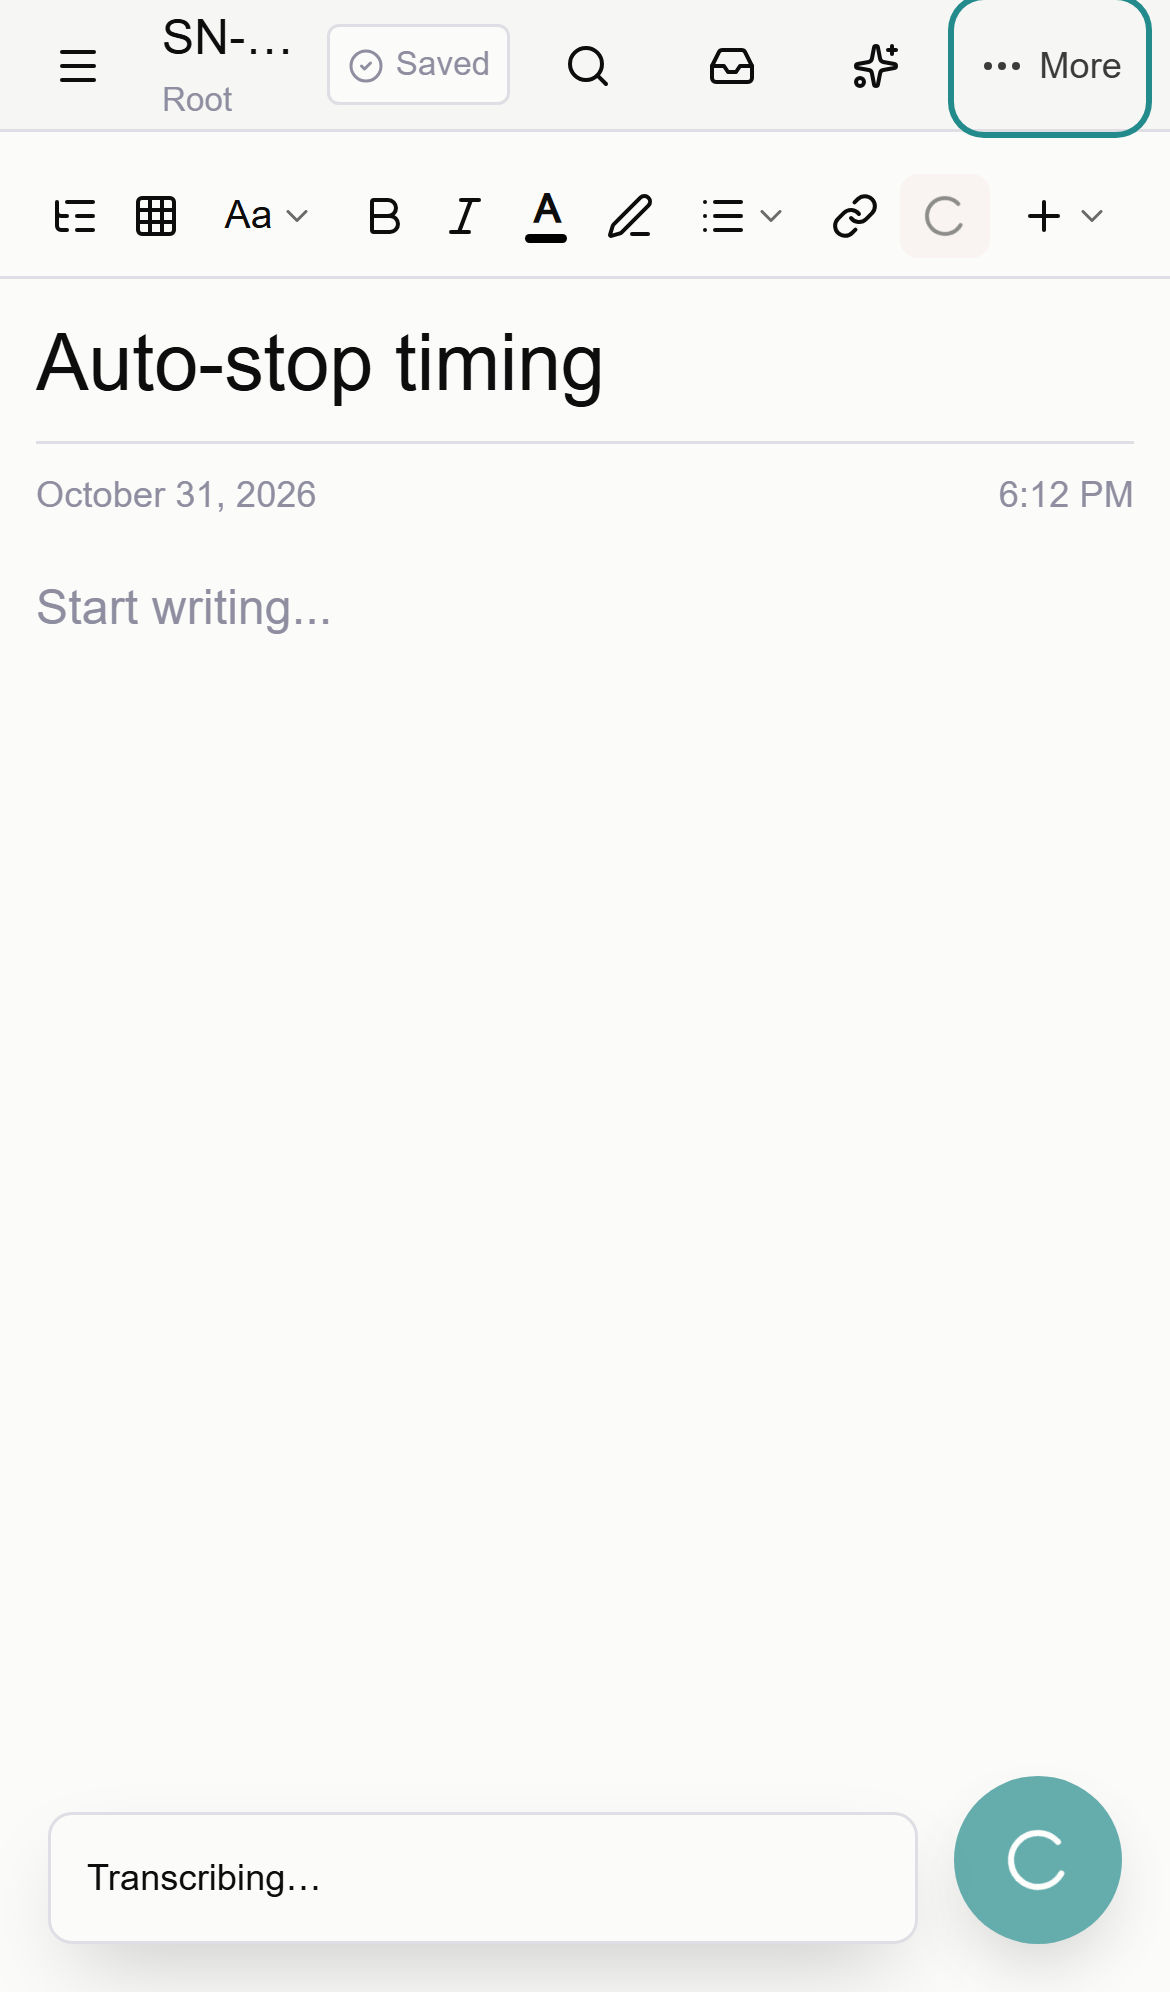 SN-...
Root
Saved
More
Aa
B
I
A
Auto-stop timing
October 31, 2026
6:12 PM
Start writing...
Transcribing...